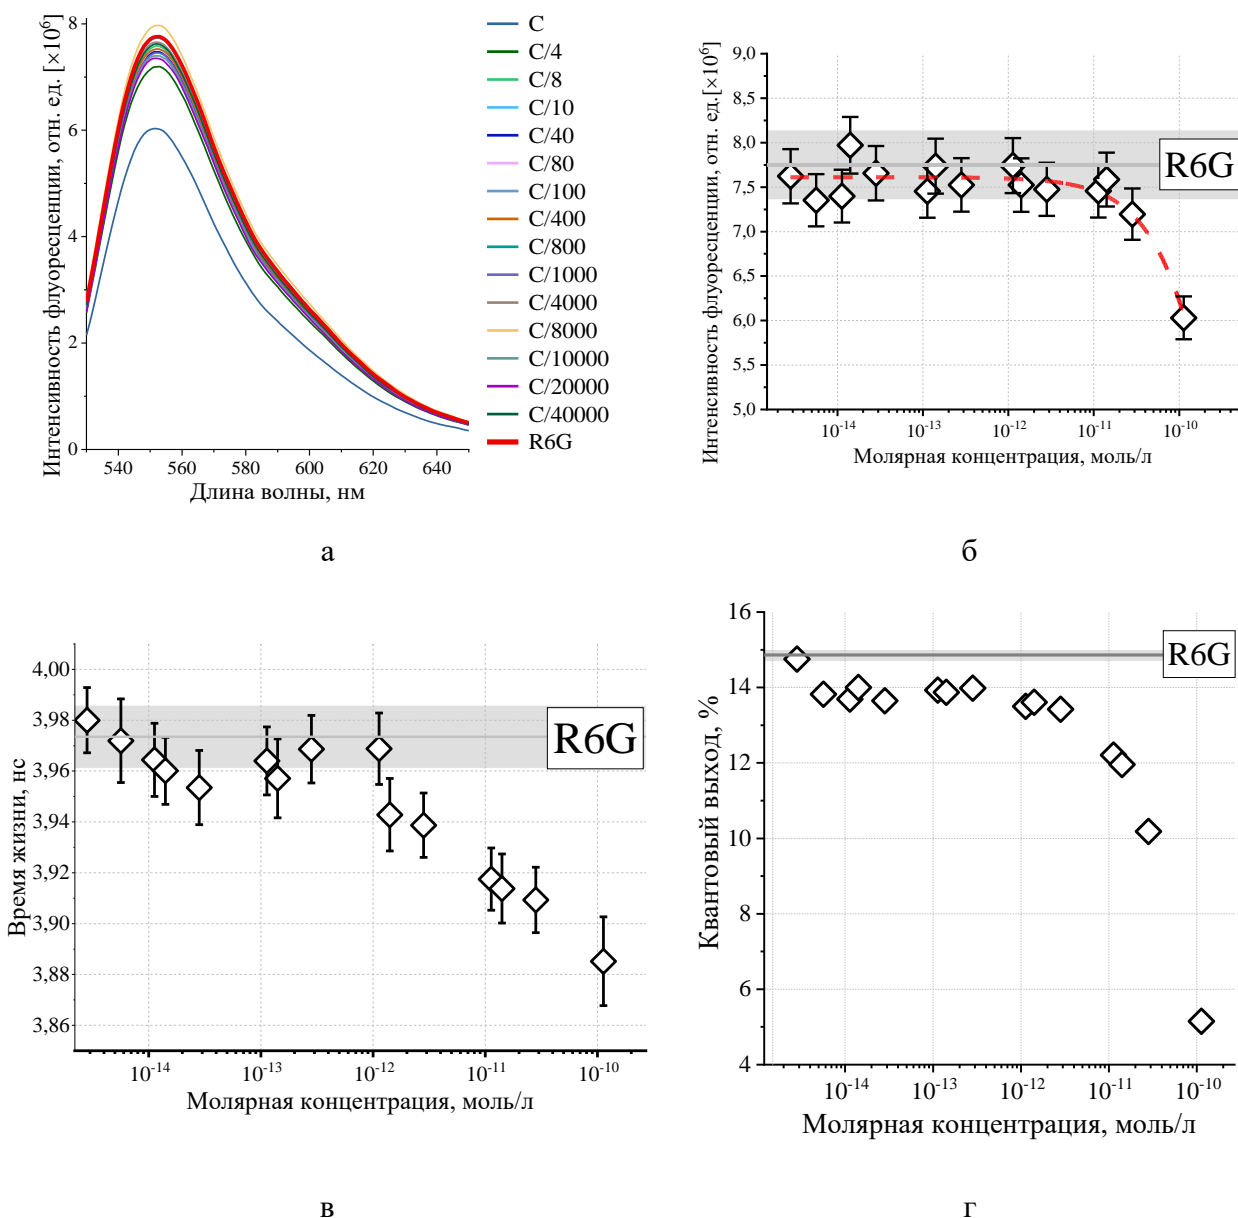 Интенсивность флуоресценции, отн. ед. [×10⁶]
8
6
4
2
0
540
560
580
600
620
640
Длина волны, нм
C
C/4
C/8
C/10
C/40
C/80
C/100
C/400
C/800
C/1000
C/4000
C/8000
C/10000
C/20000
C/40000
R6G
а
Интенсивность флуоресценции, отн. ед.[×10⁶]
9,0
8,5
8,0
7,5
7,0
6,5
6,0
5,5
5,0
R6G
10⁻¹⁴
10⁻¹³
10⁻¹²
10⁻¹¹
10⁻¹⁰
Молярная концентрация, моль/л
б
Время жизни, нс
4,00
3,98
3,96
3,94
3,92
3,90
3,88
3,86
R6G
10⁻¹⁴
10⁻¹³
10⁻¹²
10⁻¹¹
10⁻¹⁰
Молярная концентрация, моль/л
в
Квантовый выход, %
16
14
12
10
8
6
4
R6G
10⁻¹⁴
10⁻¹³
10⁻¹²
10⁻¹¹
10⁻¹⁰
Молярная концентрация, моль/л
г